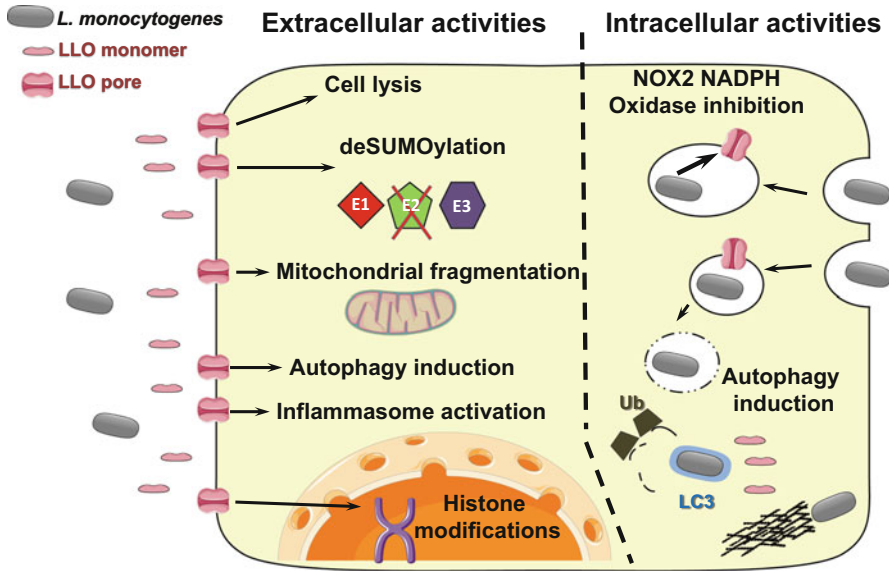 L. monocytogenes
LLO monomer
LLO pore
Extracellular activities
Intracellular activities
Cell lysis
deSUMOylation
E1
E2
E3
Mitochondrial fragmentation
Autophagy induction
Inflammasome activation
Histone
modifications
NOX2 NADPH
Oxidase inhibition
Autophagy
induction
Ub
LC3